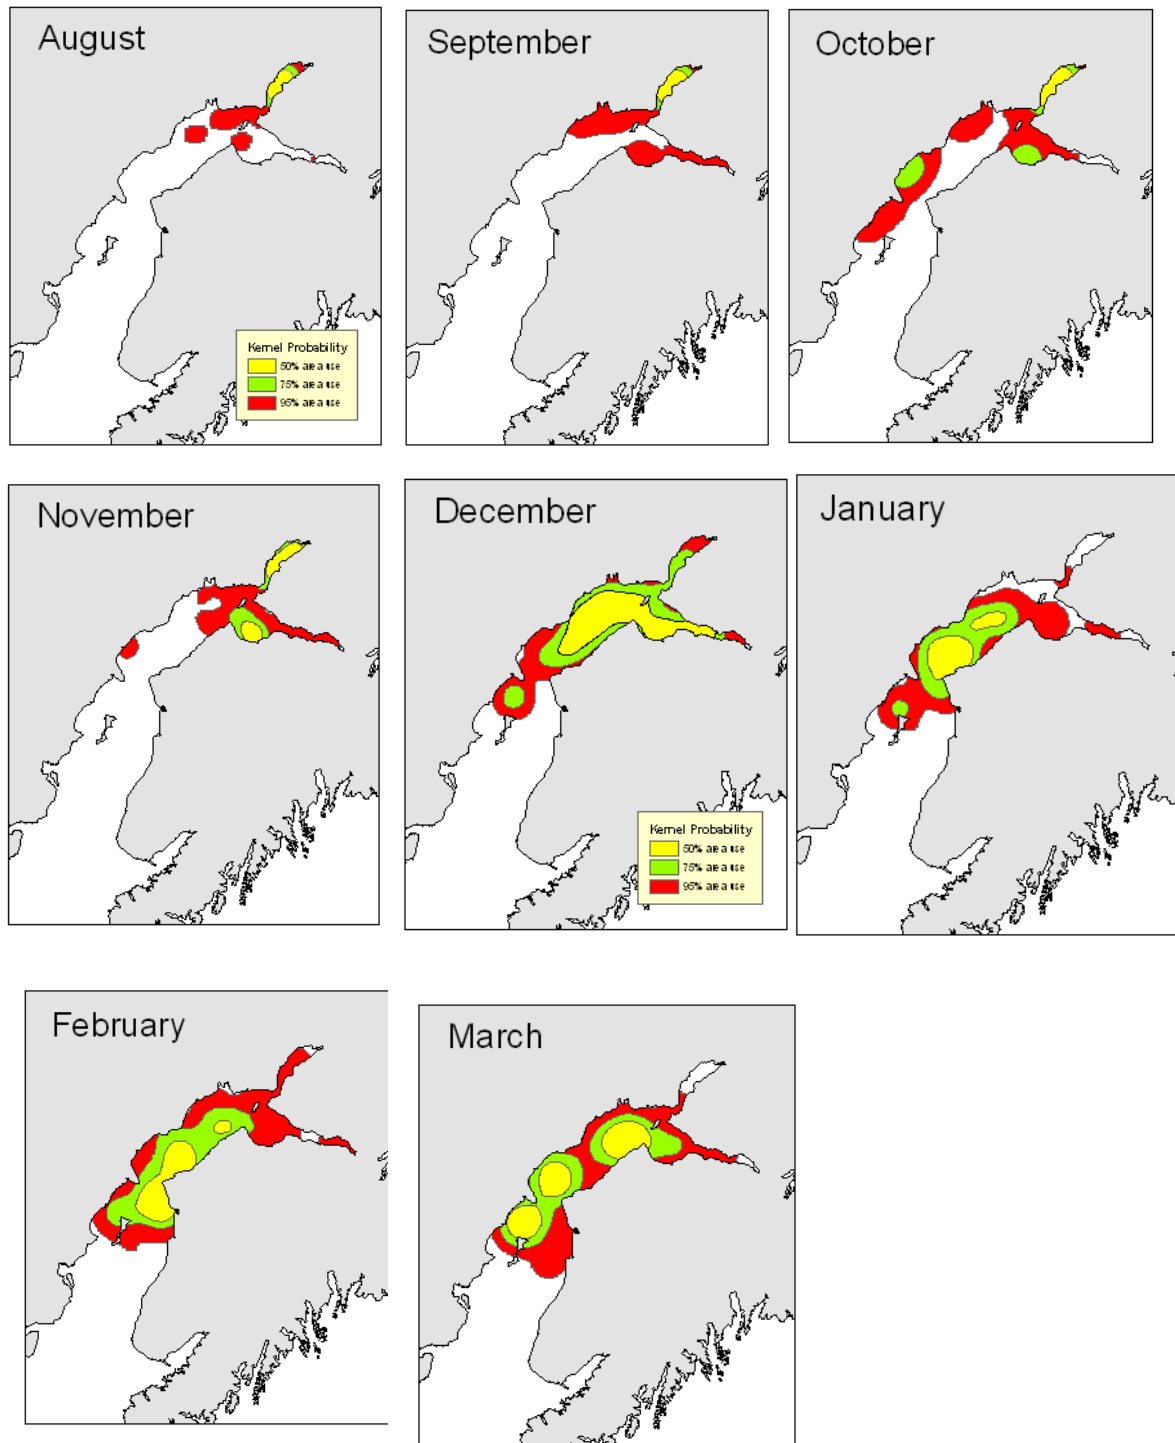 August
September
October
Kernel Probability
50% area use
75% area use
95% area use
November
December
January
Kernel Probability
50% area use
75% area use
95% area use
February
March